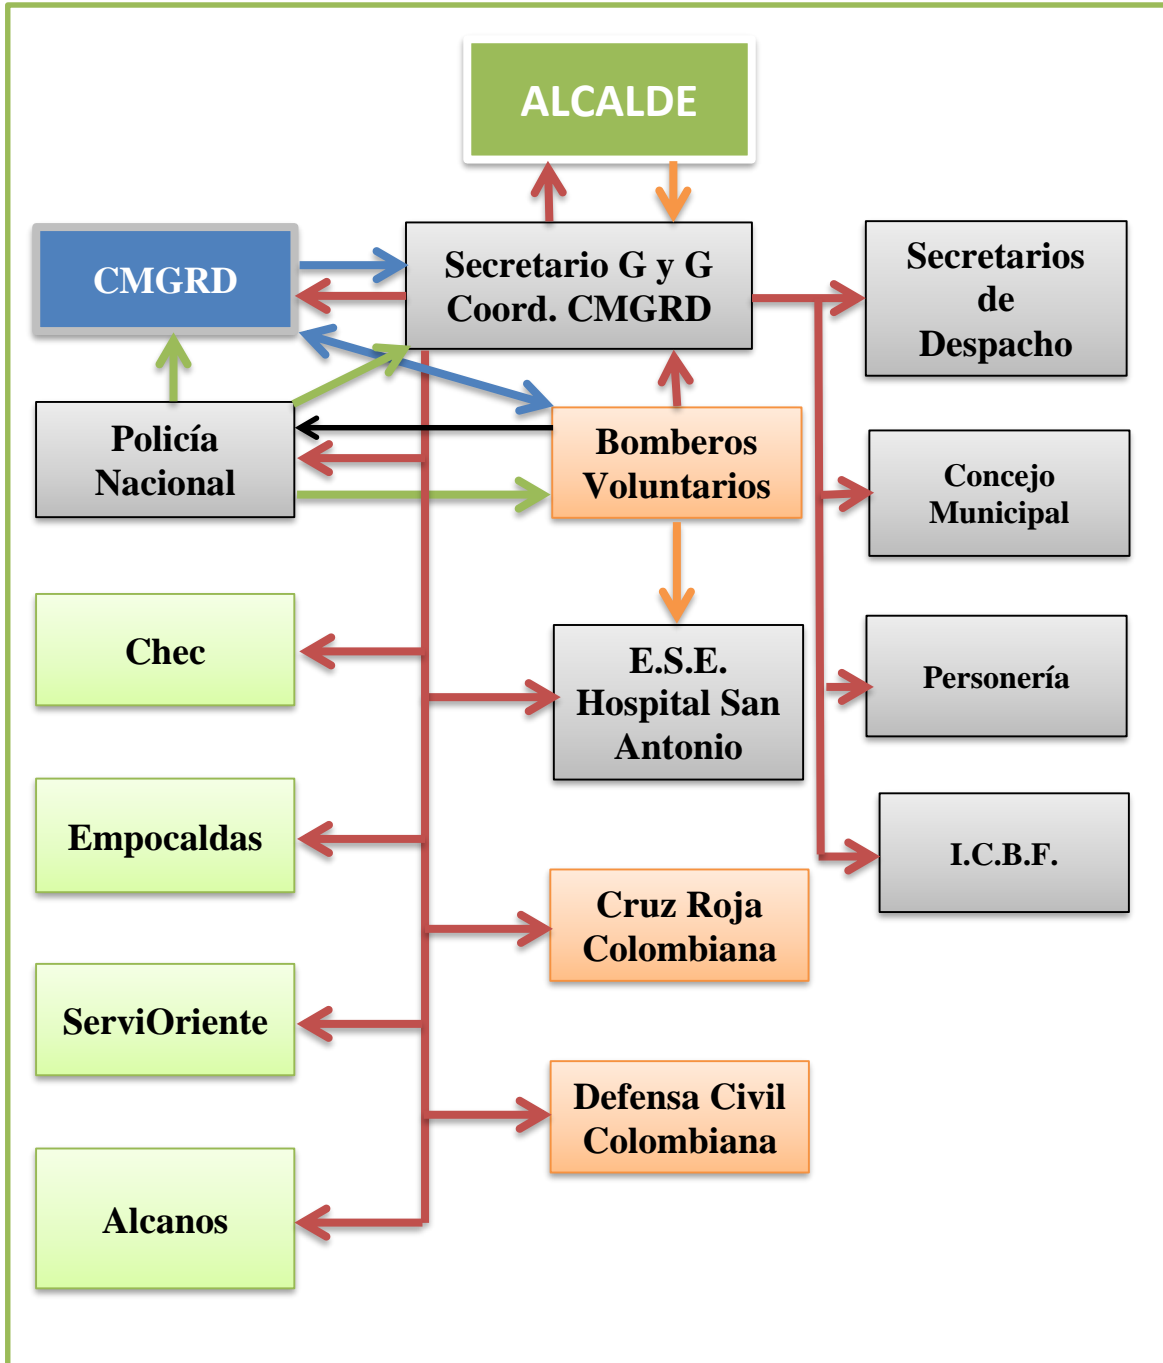 ALCALDE
CMGRD
Secretario G y G
Coord. CMGRD
Secretarios
de
Despacho
Policía
Nacional
Bomberos
Voluntarios
Concejo
Municipal
Chec
E.S.E.
Hospital San
Antonio
Personería
Empocaldas
Cruz Roja
Colombiana
I.C.B.F.
ServiOriente
Defensa Civil
Colombiana
Alcanos